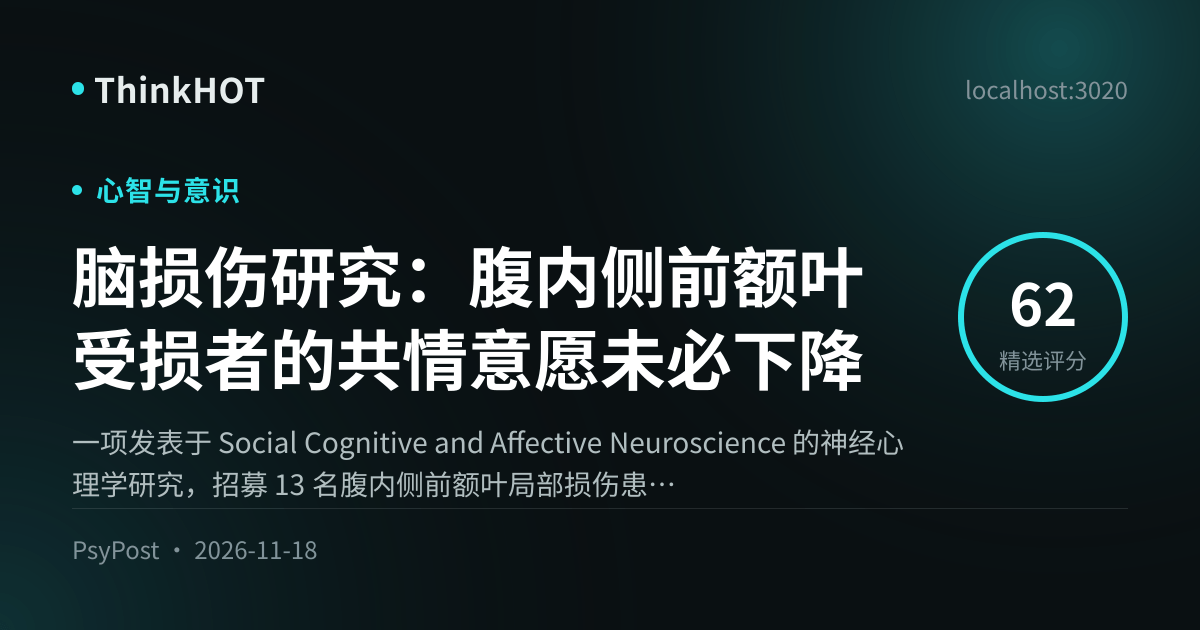 ThinkHOT
localhost:3020
心智与意识
脑损伤研究：腹内侧前额叶
受损者的共情意愿未必下降
62
精选评分
一项发表于 Social Cognitive and Affective Neuroscience 的神经心
理学研究，招募 13 名腹内侧前额叶局部损伤患…
PsyPost • 2026-11-18